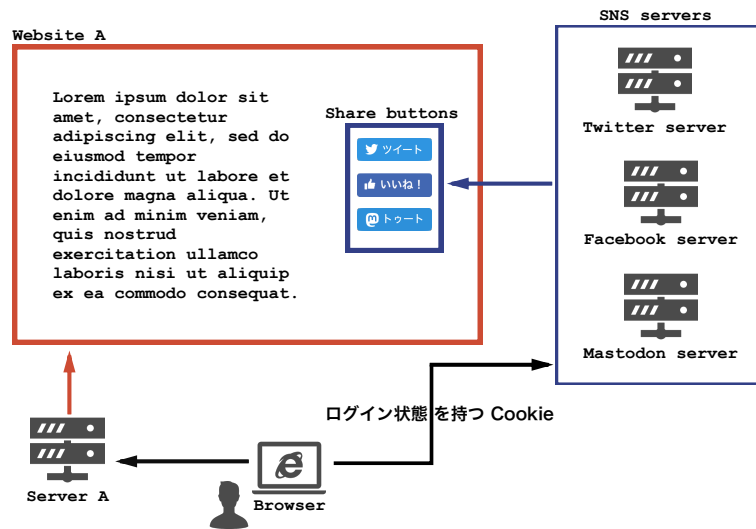 SNS servers
Website A
Lorem ipsum dolor sit
amet, consectetur
adipiscing elit, sed do
eiusmod tempor
incididunt ut labore et
dolore magna aliqua. Ut
enim ad minim veniam,
quis nostrud
exercitation ullamco
laboris nisi ut aliquip
ex ea commodo consequat.
Share buttons
ツイート
いいね！
トゥート
Twitter server
Facebook server
Mastodon server
ログイン状態 を持つ Cookie
Server A
Browser